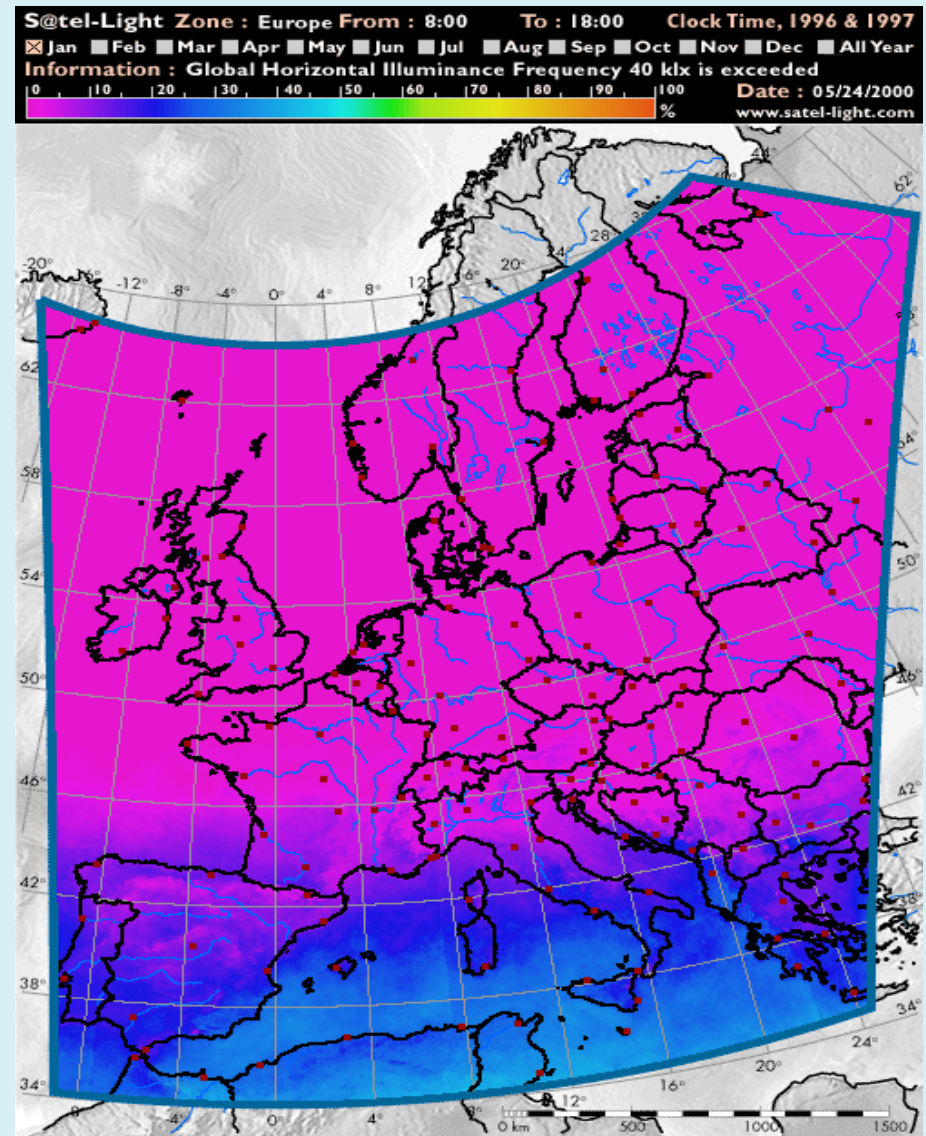 S@tel-Light Zone : Europe From : 8:00 To : 18:00 Clock Time, 1996 & 1997
Jan Feb Mar Apr May Jun Jul Aug Sep Oct Nov Dec All Year
Information : Global Horizontal Illuminance Frequency 40 klx is exceeded
0 10 20 30 40 50 60 70 80 90 100 %
Date : 05/24/2000
www.satel-light.com
44°
62°
28°
24
20°
-20°
-12° -8° -4° 0° 4° 8°
62
58°
54°
54°
50°
50°
46°
46°
42°
42°
38°
38°
34°
34°
24°
20°
16°
12°
8°
-4° 0° 4°
0 km 500 1000 1500